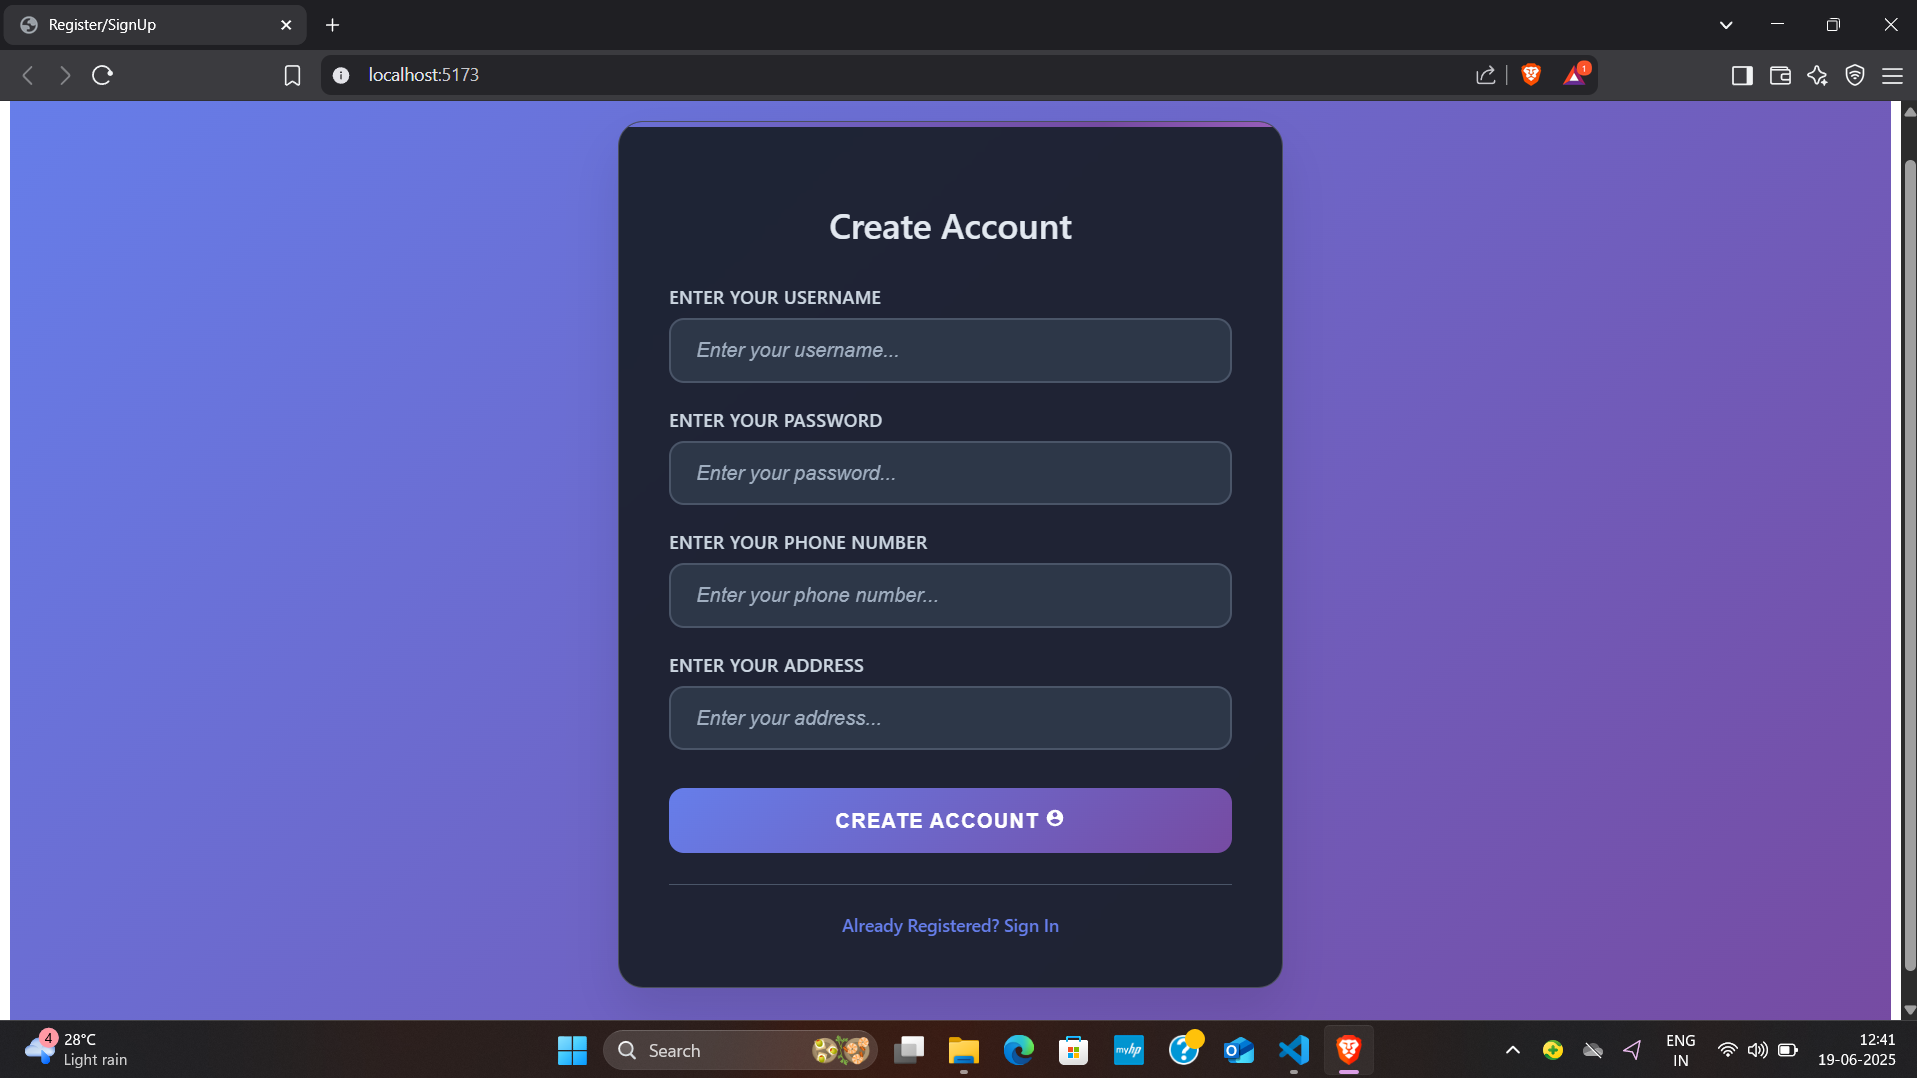 Register/SignUp
localhost:5173
1
Create Account
ENTER YOUR USERNAME
Enter your username...
ENTER YOUR PASSWORD
Enter your password...
ENTER YOUR PHONE NUMBER
Enter your phone number...
ENTER YOUR ADDRESS
Enter your address...
CREATE ACCOUNT
Already Registered? Sign In
4
28°C
Light rain
Search
myhp
ENG
IN
12:41
19-06-2025